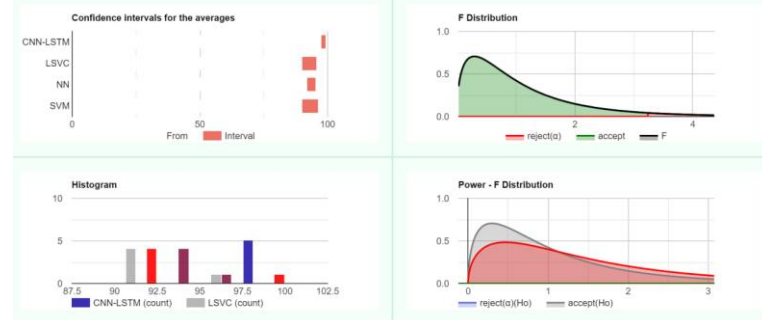 Confidence intervals for the averages
CNN-LSTM
LSVC
NN
SVM
0 50 100
From Interval
F Distribution
1.0
0.5
0.0
2 4
reject(α) accept F
Histogram
10
5
0
87.5 90 92.5 95 97.5 100 102.5
CNN-LSTM (count) LSVC (count)
Power - F Distribution
1.0
0.5
0.0
0 1 2 3
reject(α)(Ho) accept(Ho)